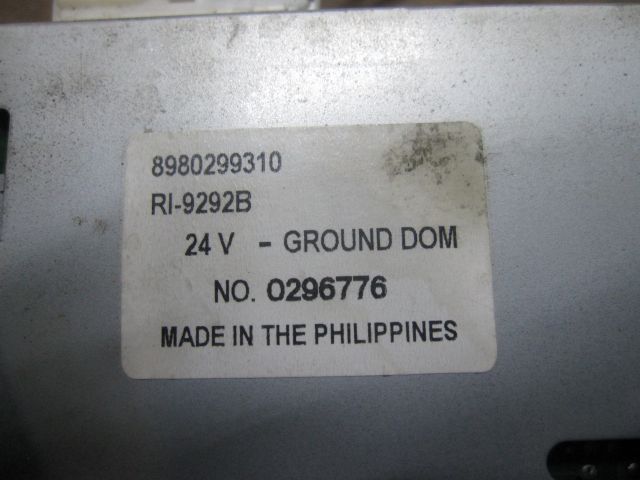 8980299310
RI-9292B
24 V - GROUND DOM
NO. 0296776
MADE IN THE PHILIPPINES